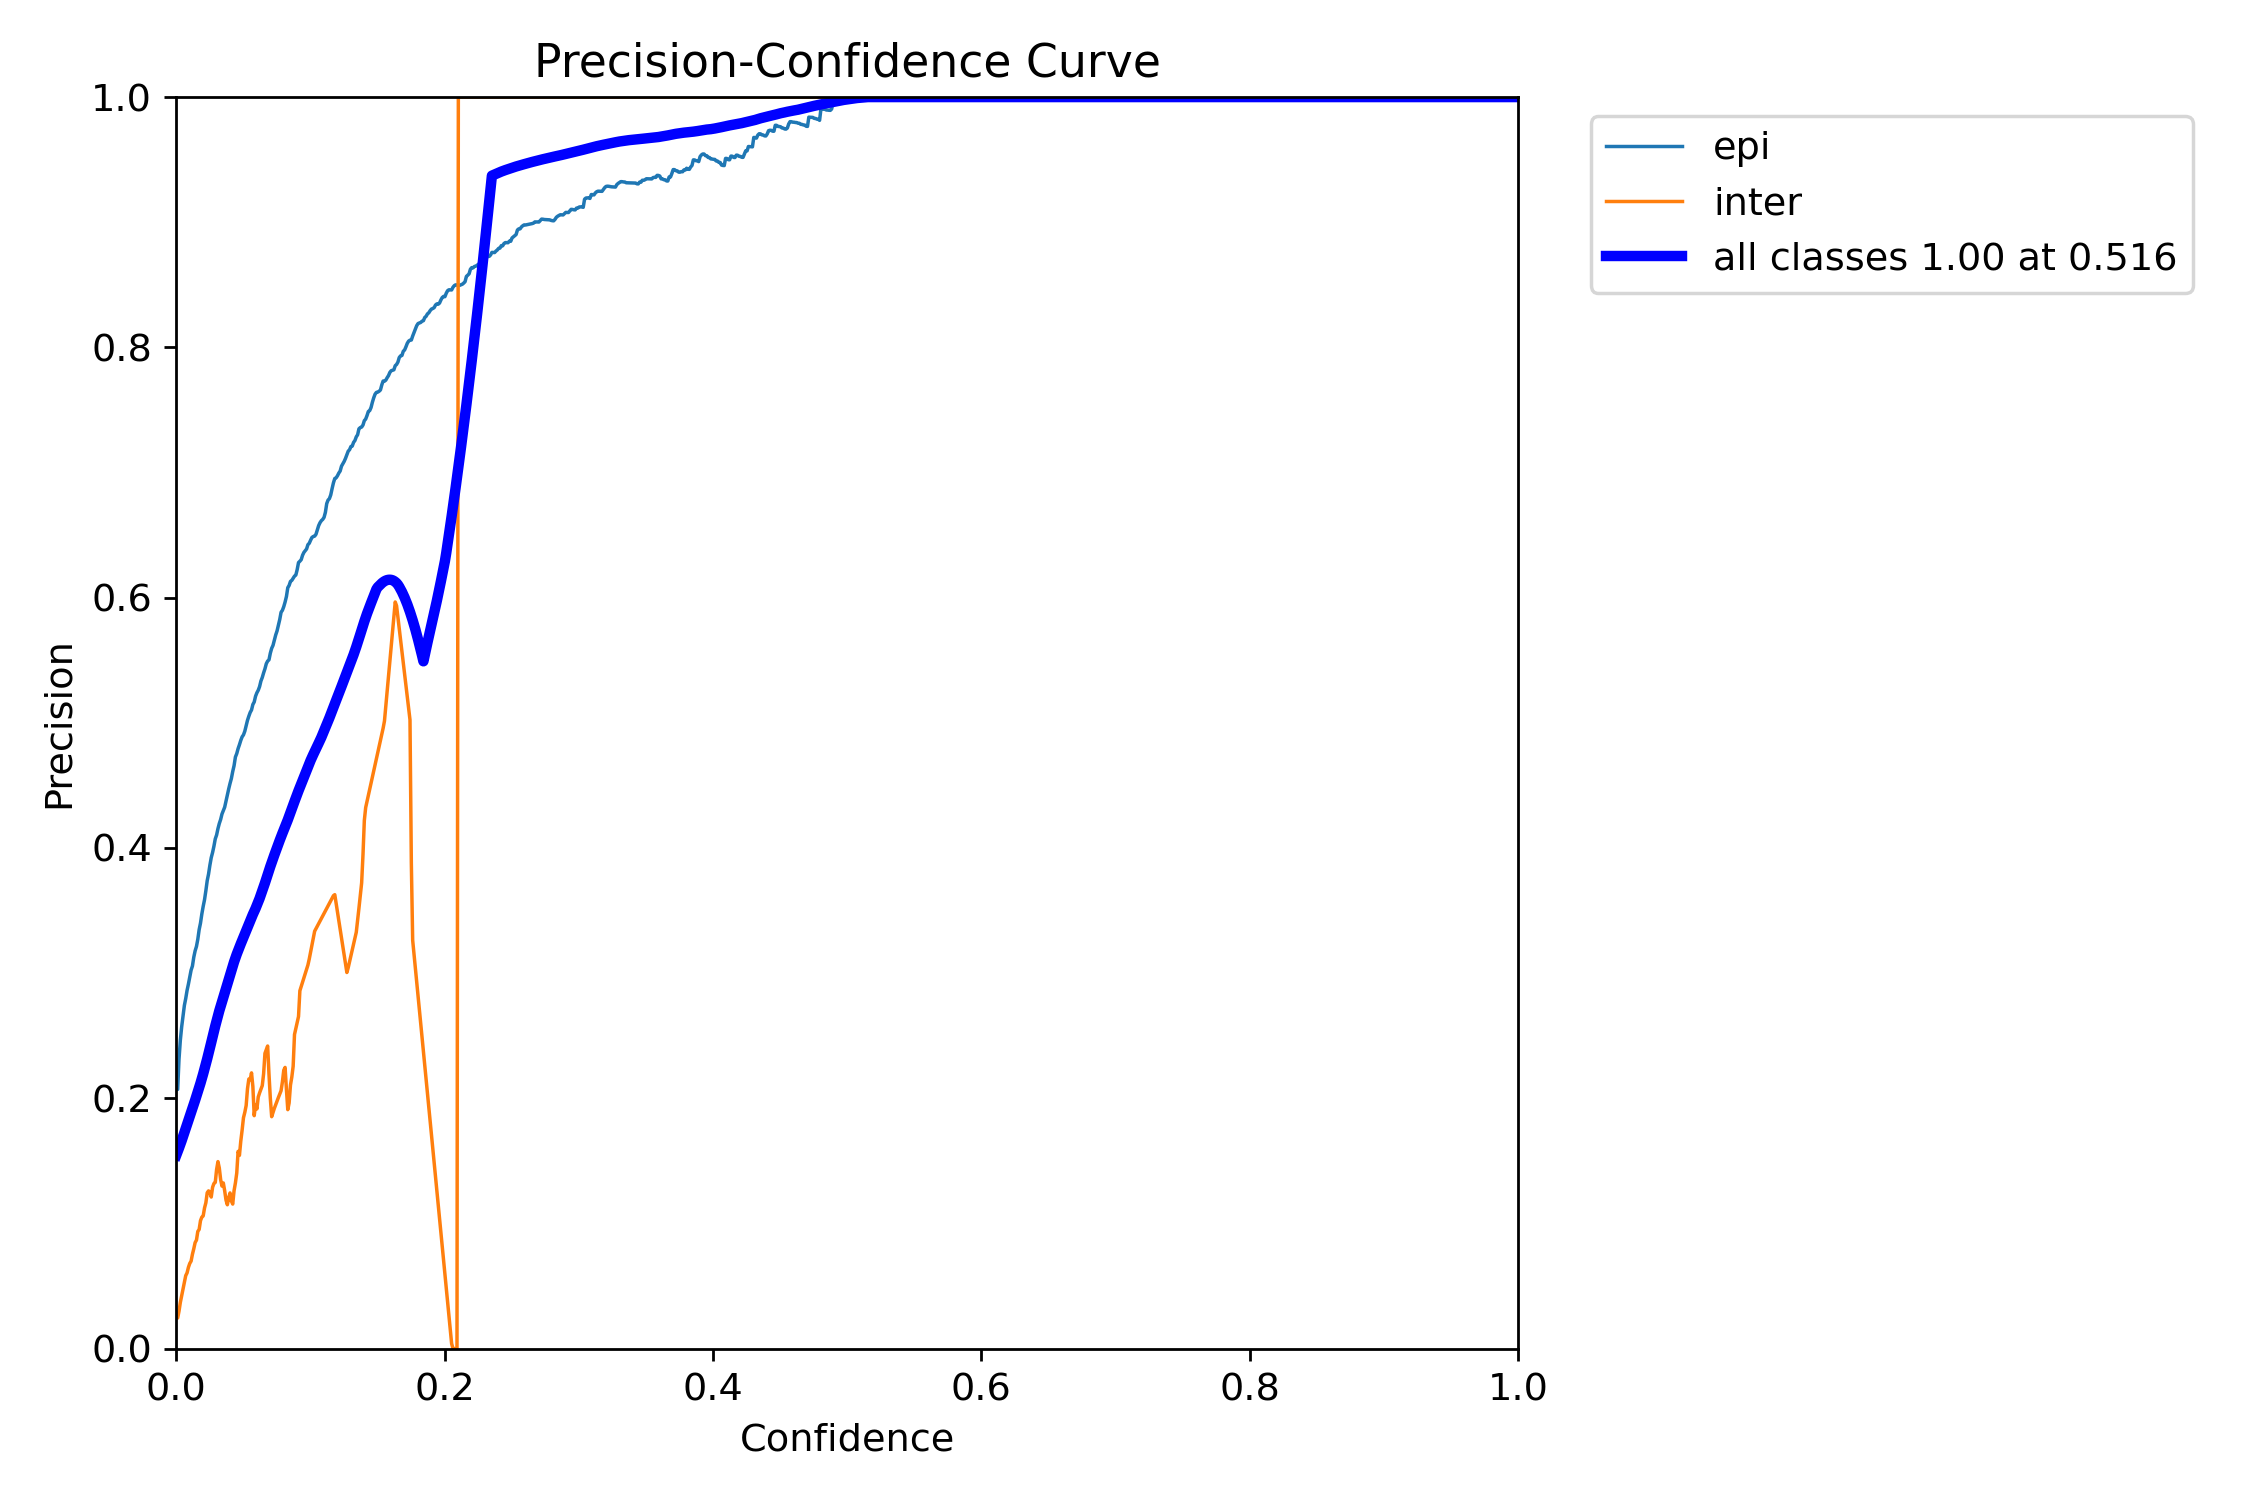 Precision-Confidence Curve
1.0
0.8
0.6
0.4
0.2
0.0
Precision
0.0 0.2 0.4 0.6 0.8 1.0
Confidence
epi
inter
all classes 1.00 at 0.516